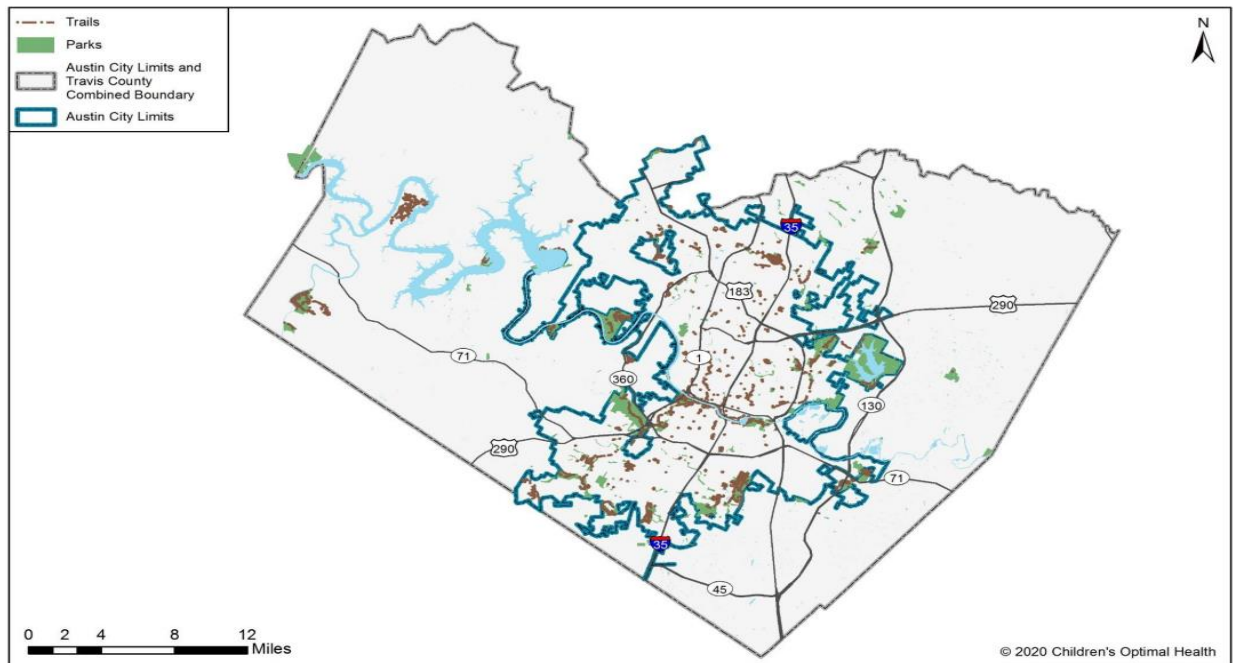 Trails
Parks
Austin City Limits and
Travis County
Combined Boundary
Austin City Limits
N
35
183
290
1
71
360
130
290
71
35
45
0 2 4 8 12
Miles
© 2020 Children's Optimal Health